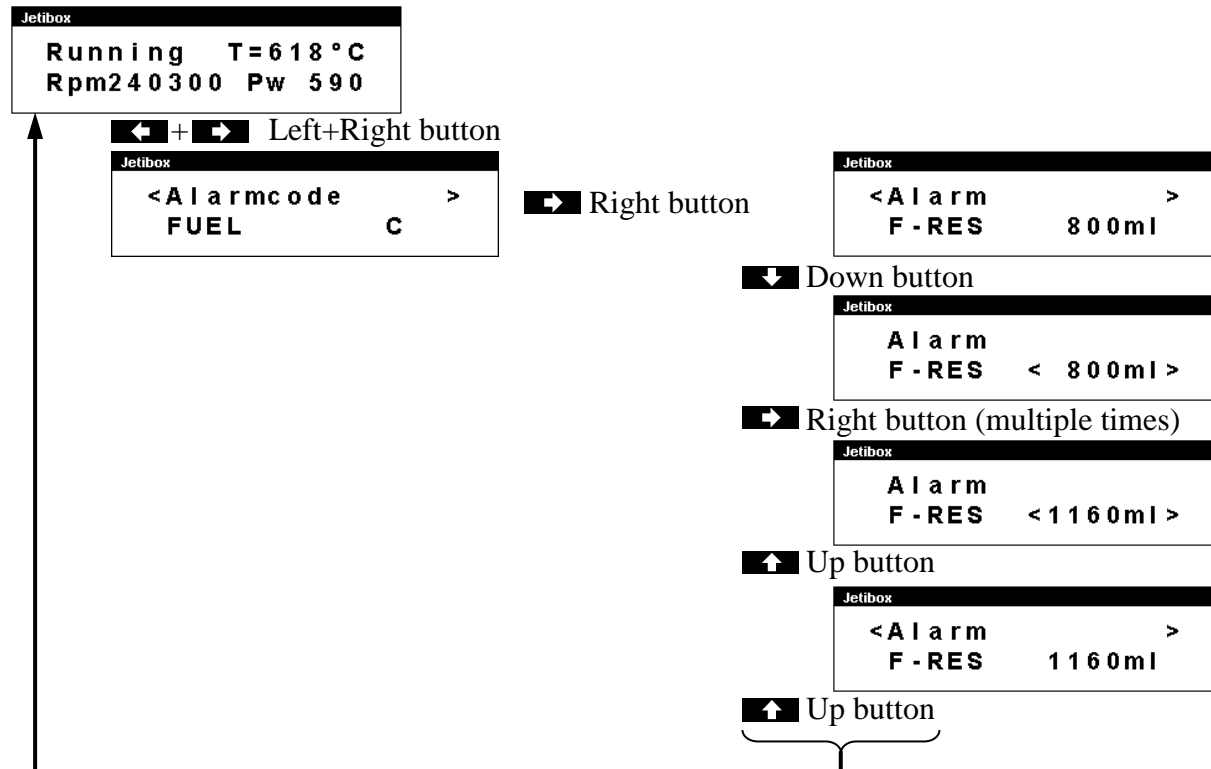 Jetibox
Running T=618°C
Rpm240300 Pw 590
+ Left+Right button
Jetibox
<Alarmcode >
FUEL C
Right button
Jetibox
<Alarm >
F-RES 800ml
Down button
Jetibox
Alarm
F-RES < 800ml>
Right button (multiple times)
Jetibox
Alarm
F-RES <1160ml>
Up button
Jetibox
<Alarm >
F-RES 1160ml
Up button